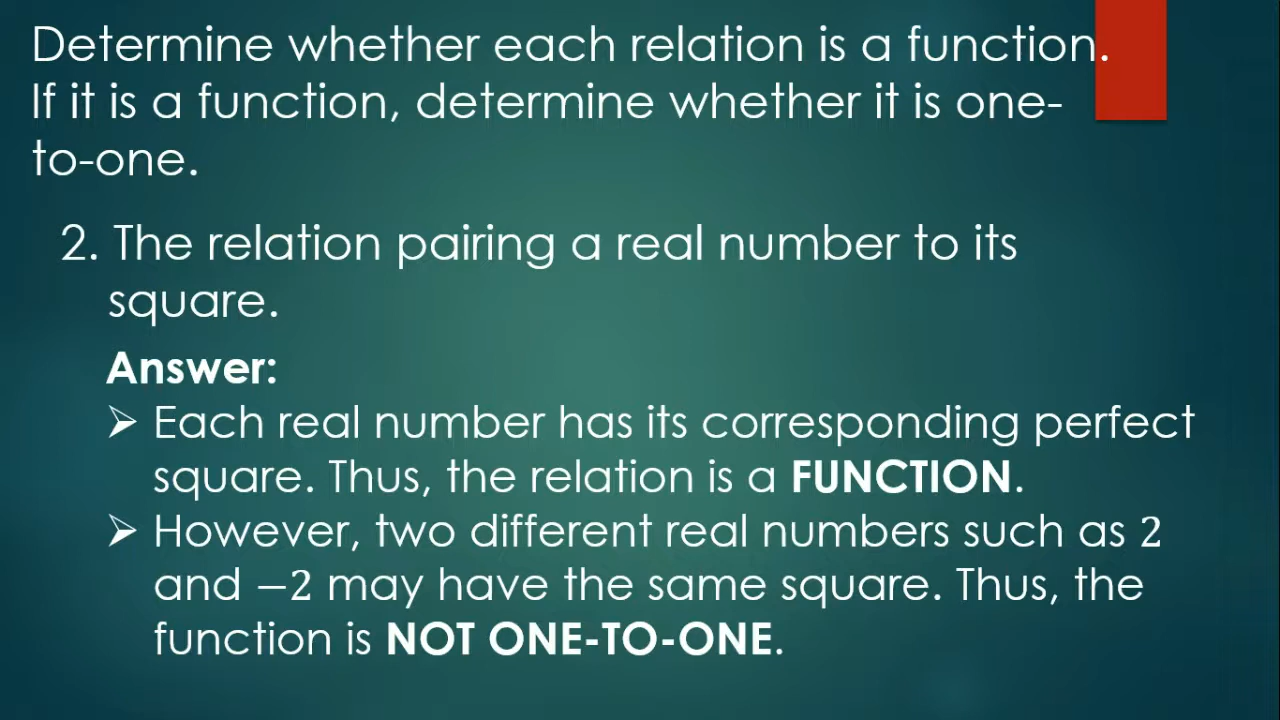 Determine whether each relation is a function.
If it is a function, determine whether it is one-
to-one.
2. The relation pairing a real number to its
square.
Answer:
➢ Each real number has its corresponding perfect
square. Thus, the relation is a FUNCTION.
➢ However, two different real numbers such as 2
and −2 may have the same square. Thus, the
function is NOT ONE-TO-ONE.